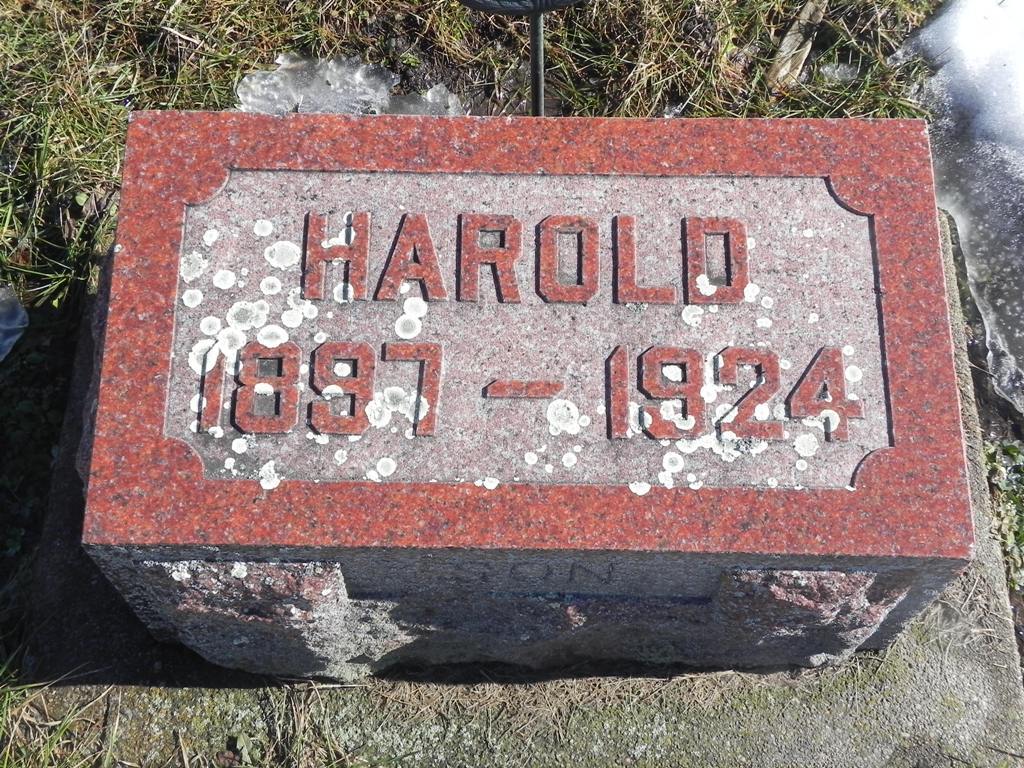 HAROLD
1897 – 1924
SON